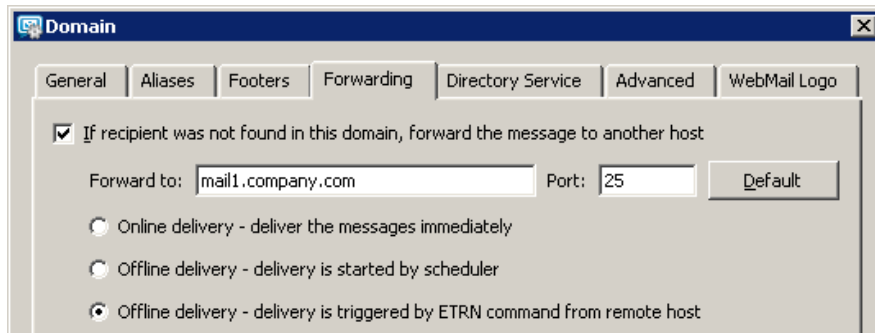 Domain
General Aliases Footers Forwarding Directory Service Advanced WebMail Logo
If recipient was not found in this domain, forward the message to another host
Forward to: mail1.company.com Port: 25 Default
Online delivery - deliver the messages immediately
Offline delivery - delivery is started by scheduler
Offline delivery - delivery is triggered by ETRN command from remote host